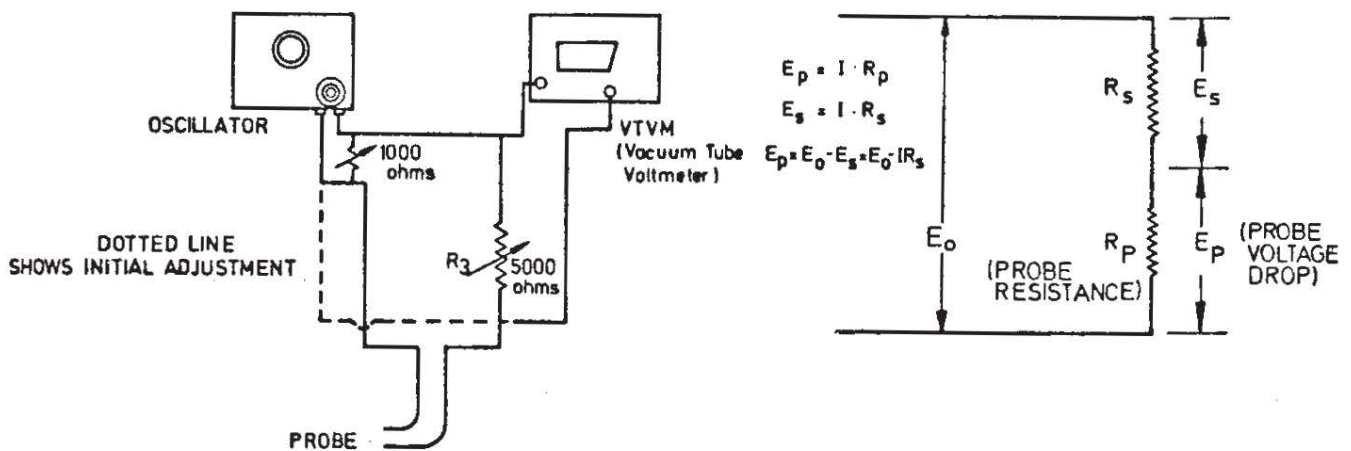 OSCILLATOR
1000
ohms
VTVM
(Vacuum Tube
Voltmeter)
DOTTED LINE
SHOWS INITIAL ADJUSTMENT
R3
5000
ohms
PROBE
Ep = I · Rp
Es = I · Rs
Ep = Eo - Es = Eo - IRs
Eo
Rs
Es
Rp
(PROBE
RESISTANCE)
Ep
(PROBE
VOLTAGE
DROP)